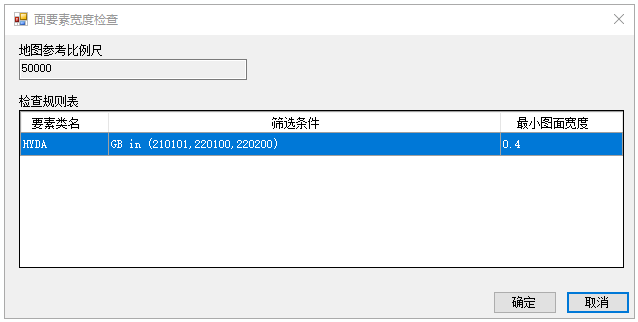 面要素宽度检查
地图参考比例尺
50000
检查规则表
要素类名 筛选条件 最小图面宽度
HYDA GB in (210101,220100,220200) 0.4
确定 取消